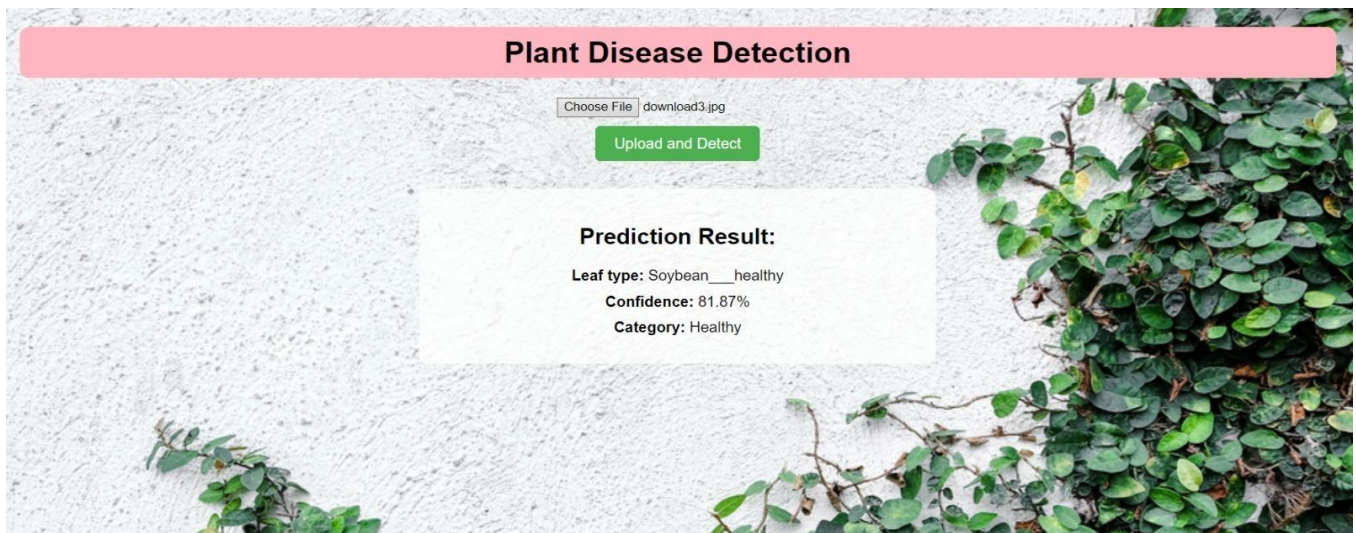 Plant Disease Detection
Choose File download3.jpg
Upload and Detect
Prediction Result:
Leaf type: Soybean___healthy
Confidence: 81.87%
Category: Healthy